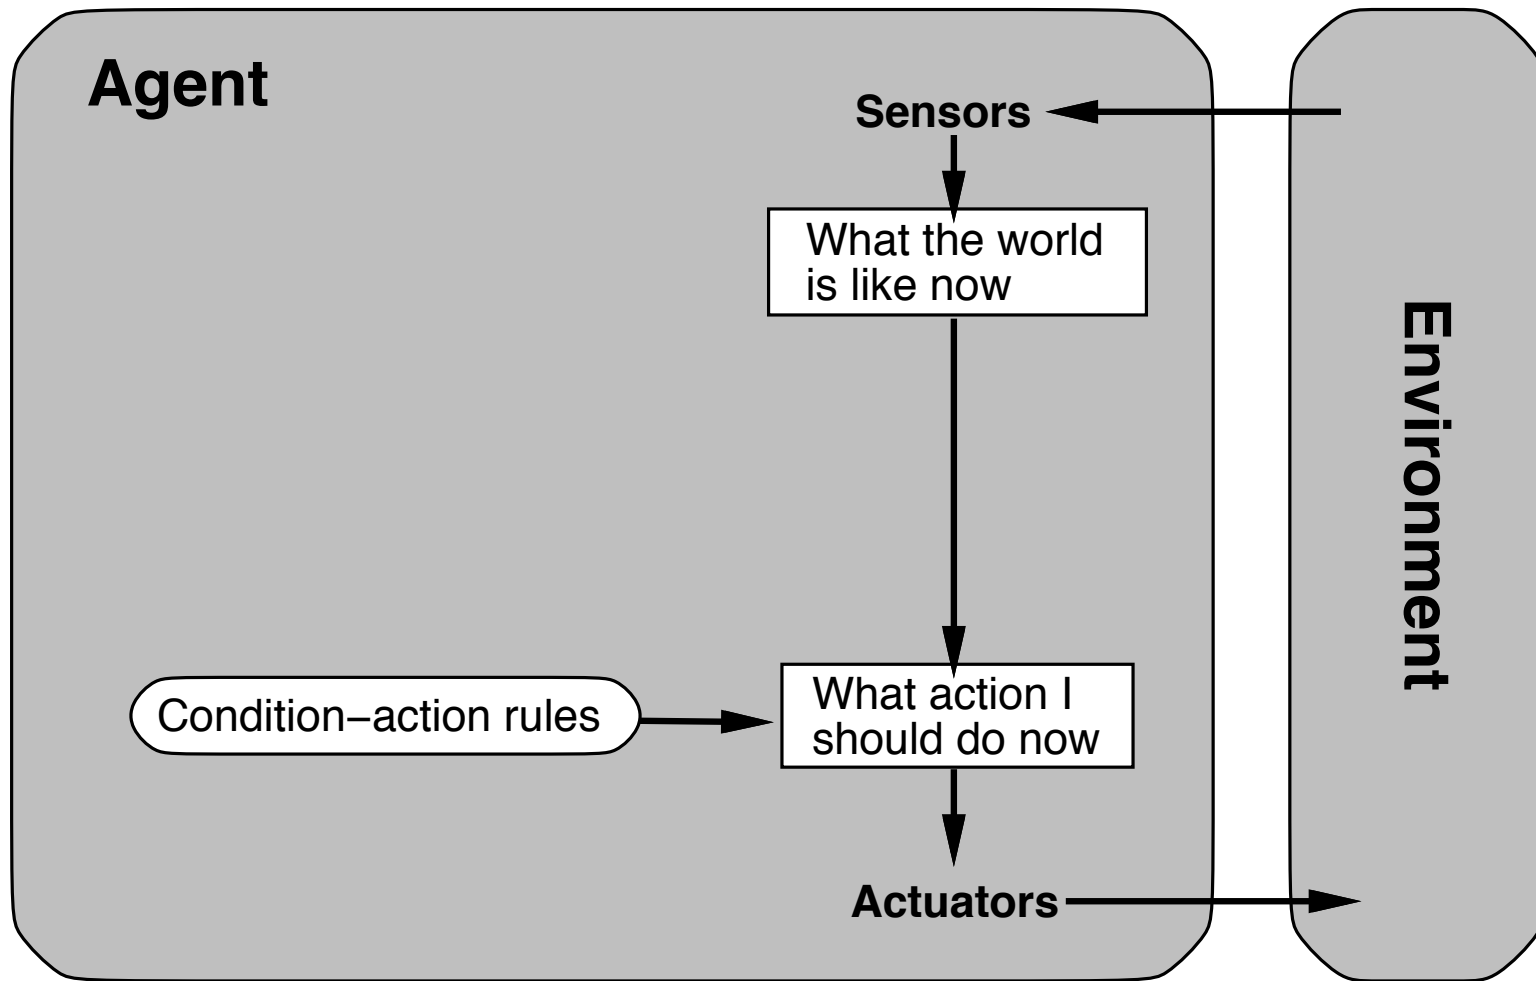 Agent
Sensors
What the world
is like now
Environment
Condition–action rules
What action I
should do now
Actuators